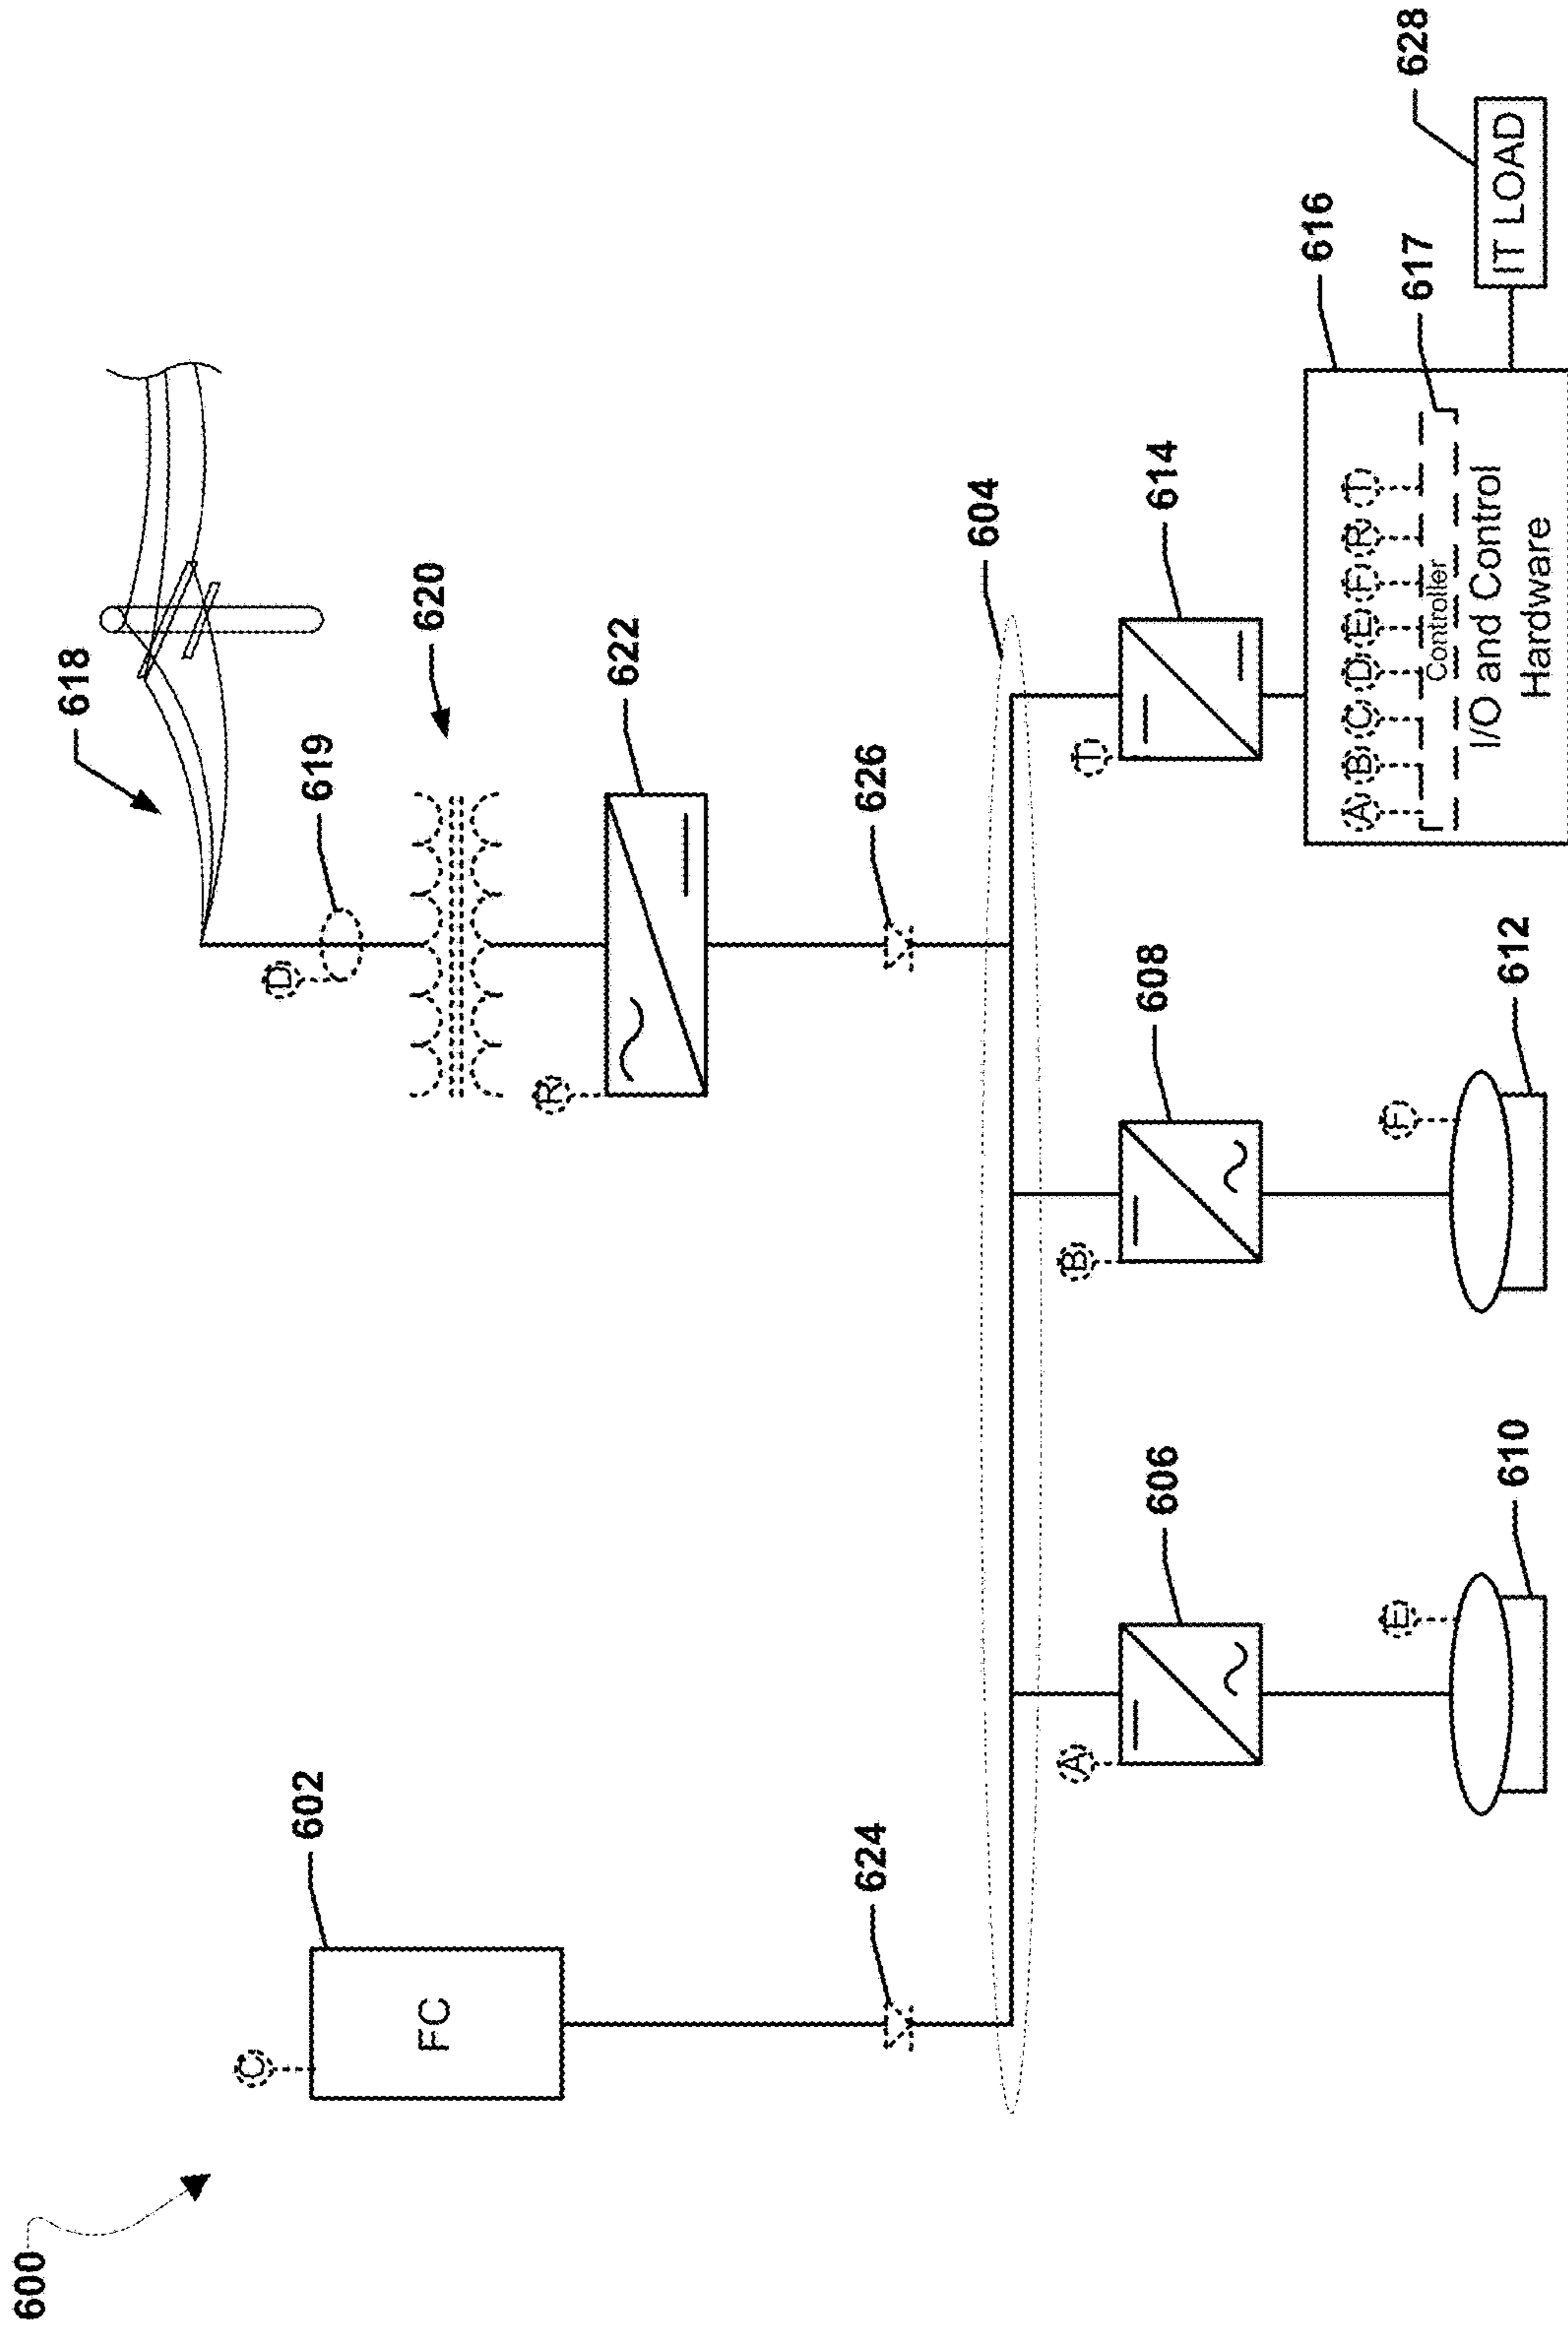 600
602
FC
C
618
619
D
620
622
R
624
626
604
606
A
608
B
614
T
610
E
612
F
616
A B C D E F R T
617
Controller
I/O and Control
Hardware
628
IT LOAD